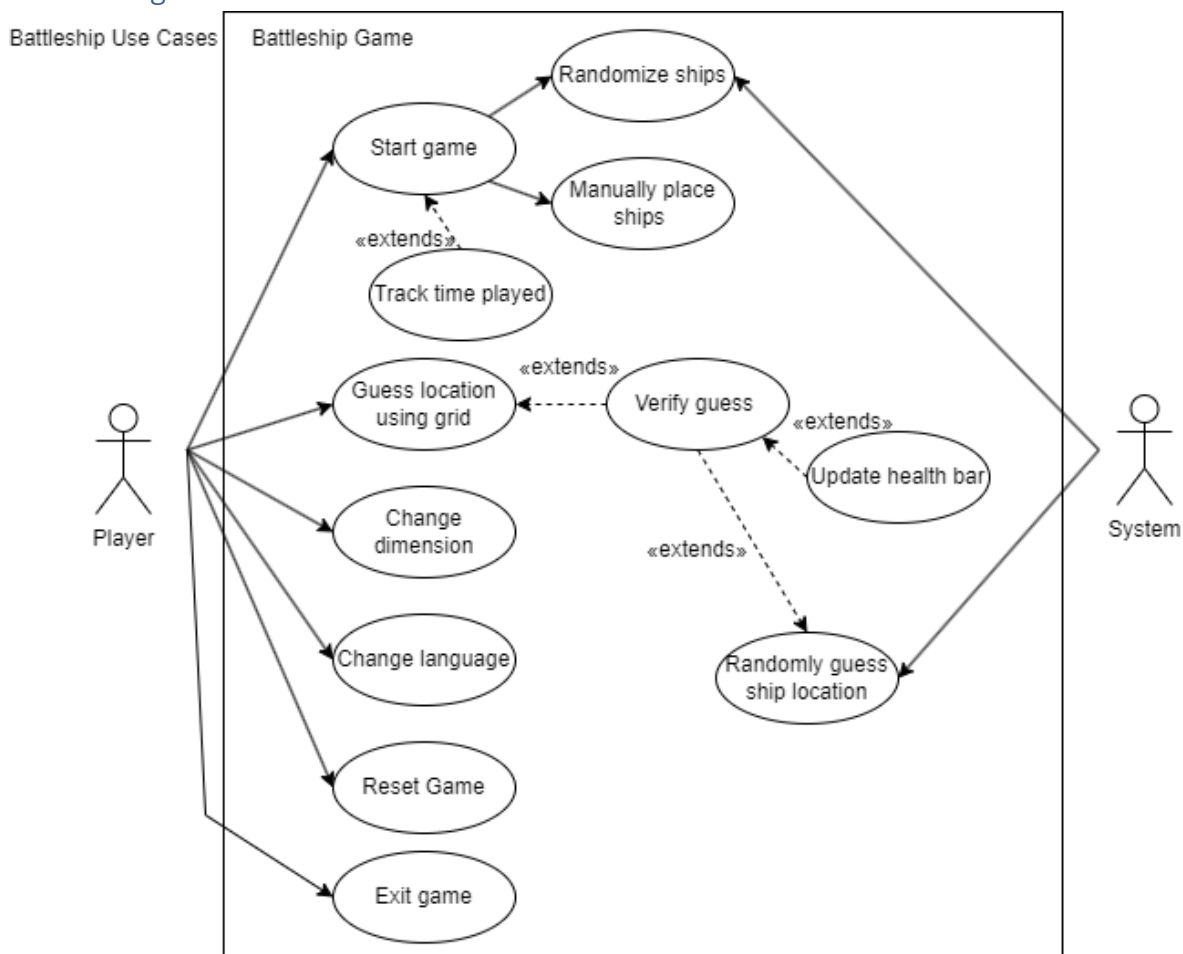 Battleship Use Cases
Battleship Game
Randomize ships
Start game
Manually place
ships
«extends»
Track time played
«extends»
Guess location
using grid
Verify guess
«extends»
Update health bar
Player
System
Change
dimension
«extends»
Change language
Randomly guess
ship location
Reset Game
Exit game